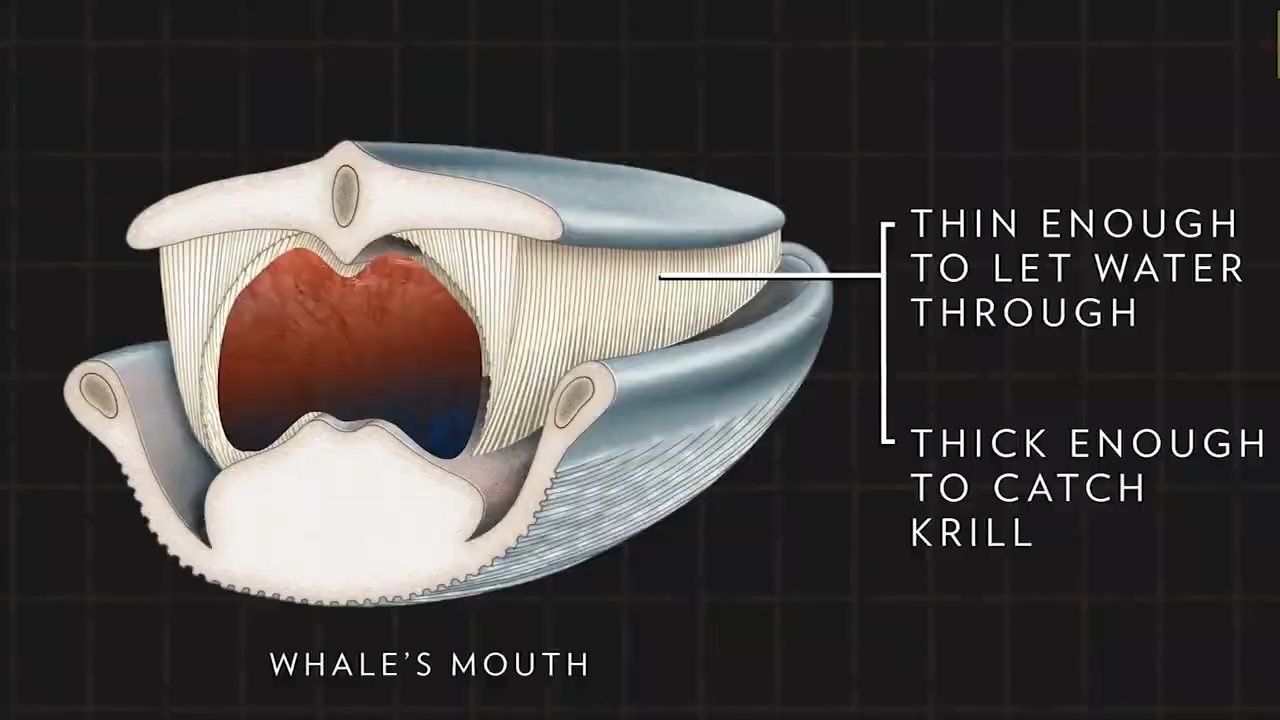 THIN ENOUGH
TO LET WATER
THROUGH
THICK ENOUGH
TO CATCH
KRILL
WHALE’S MOUTH